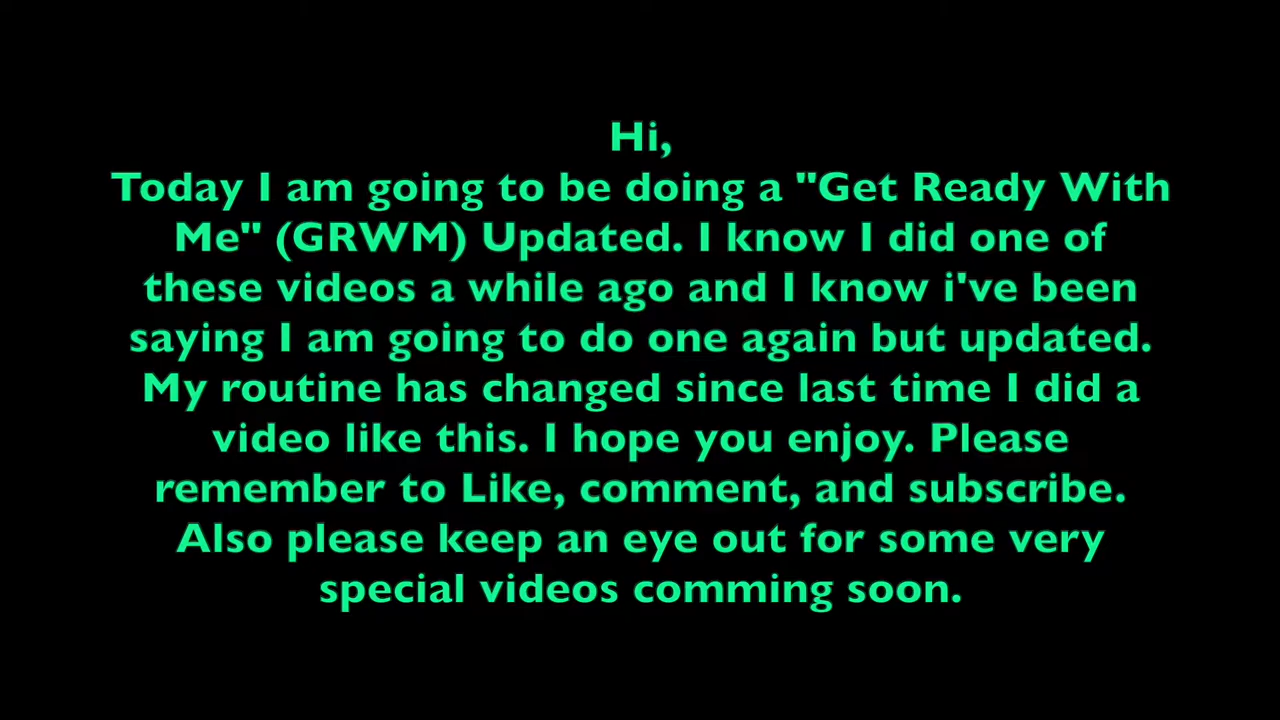 Hi,
Today I am going to be doing a "Get Ready With
Me" (GRWM) Updated. I know I did one of
these videos a while ago and I know i've been
saying I am going to do one again but updated.
My routine has changed since last time I did a
video like this. I hope you enjoy. Please
remember to Like, comment, and subscribe.
Also please keep an eye out for some very
special videos comming soon.